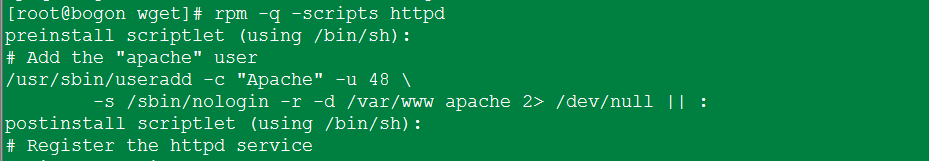 [root@bogon wget]# rpm -q -scripts httpd
preinstall scriptlet (using /bin/sh):
# Add the "apache" user
/usr/sbin/useradd -c "Apache" -u 48 \
        -s /sbin/nologin -r -d /var/www apache 2> /dev/null || :
postinstall scriptlet (using /bin/sh):
# Register the httpd service